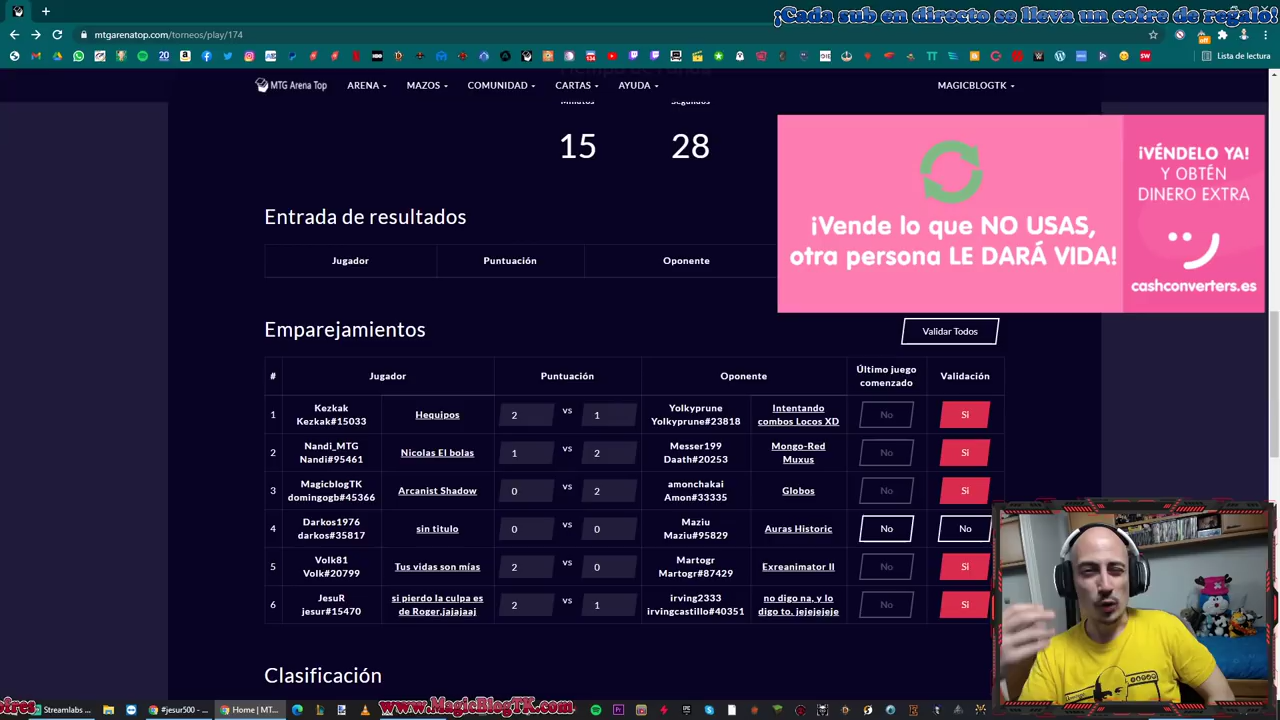 ¡Cada sub en directo se lleva un cofre de regalo!
mtgarenatop.com/torneos/play/174
Lista de lectura
MTG Arena Top
ARENA
MAZOS
COMUNIDAD
CARTAS
AYUDA
MAGICBLOGTK
Minutos
Segundos
15
28
¡Vende lo que NO USAS,
otra persona LE DARÁ VIDA!
¡VÉNDELO YA!
Y OBTÉN
DINERO EXTRA
cashconverters.es
Entrada de resultados
Jugador Puntuación Oponente
Emparejamientos
Validar Todos
# Jugador Puntuación Oponente Último juego comenzado Validación
1 Kezkak Kezkak#15033 Hequipos 2 vs 1 Yolkyprune Yolkyprune#23818 Intentando combos Locos XD No Si
2 Nandi_MTG Nandi#95461 Nicolas El bolas 1 vs 2 Messer199 Daath#20253 Mongo-Red Muxus No Si
3 MagicblogTK domingogb#45366 Arcanist Shadow 0 vs 2 amonchakai Amon#33335 Globos No Si
4 Darkos1976 darkos#35817 sin titulo 0 vs 0 Maziu Maziu#95829 Auras Historic No No
5 Volk81 Volk#20799 Tus vidas son mías 2 vs 0 Martogr Martogr#87429 Exreanimator II No Si
6 JesuR jesur#15470 si pierdo la culpa es de Roger,jajajaaj 2 vs 1 irving2333 irvingcastillo#40351 no digo na, y lo digo to, jejejejeje No Si
Clasificación
Streamlabs ...
#jesur500 - ...
Home | MT...
www.MagicBlogTK.com